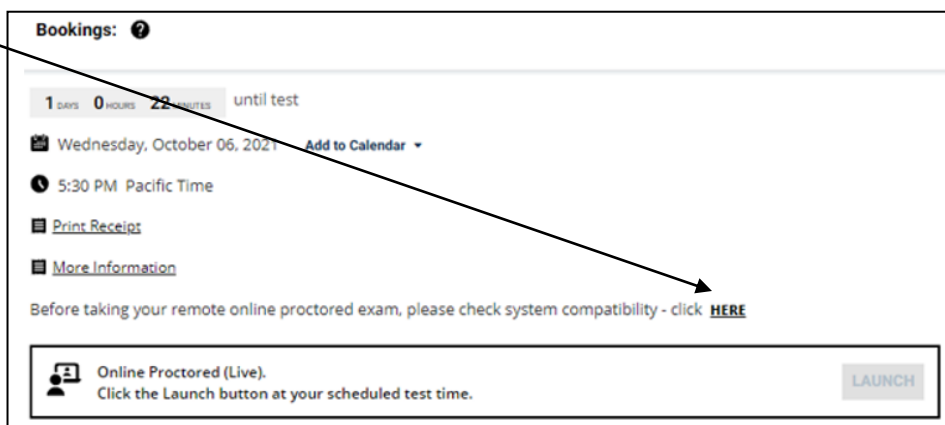 Bookings: ?
1 DAYS 0 HOURS 22 MINUTES until test
Wednesday, October 06, 2021 Add to Calendar
5:30 PM Pacific Time
Print Receipt
More Information
Before taking your remote online proctored exam, please check system compatibility - click HERE
Online Proctored (Live).
Click the Launch button at your scheduled test time.
LAUNCH